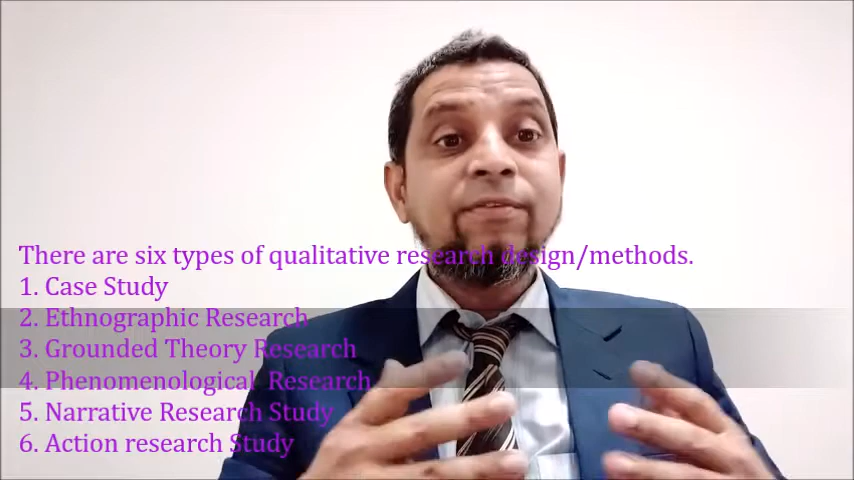 There are six types of qualitative research design/methods.
1. Case Study
2. Ethnographic Research
3. Grounded Theory Research
4. Phenomenological Research
5. Narrative Research Study
6. Action research Study